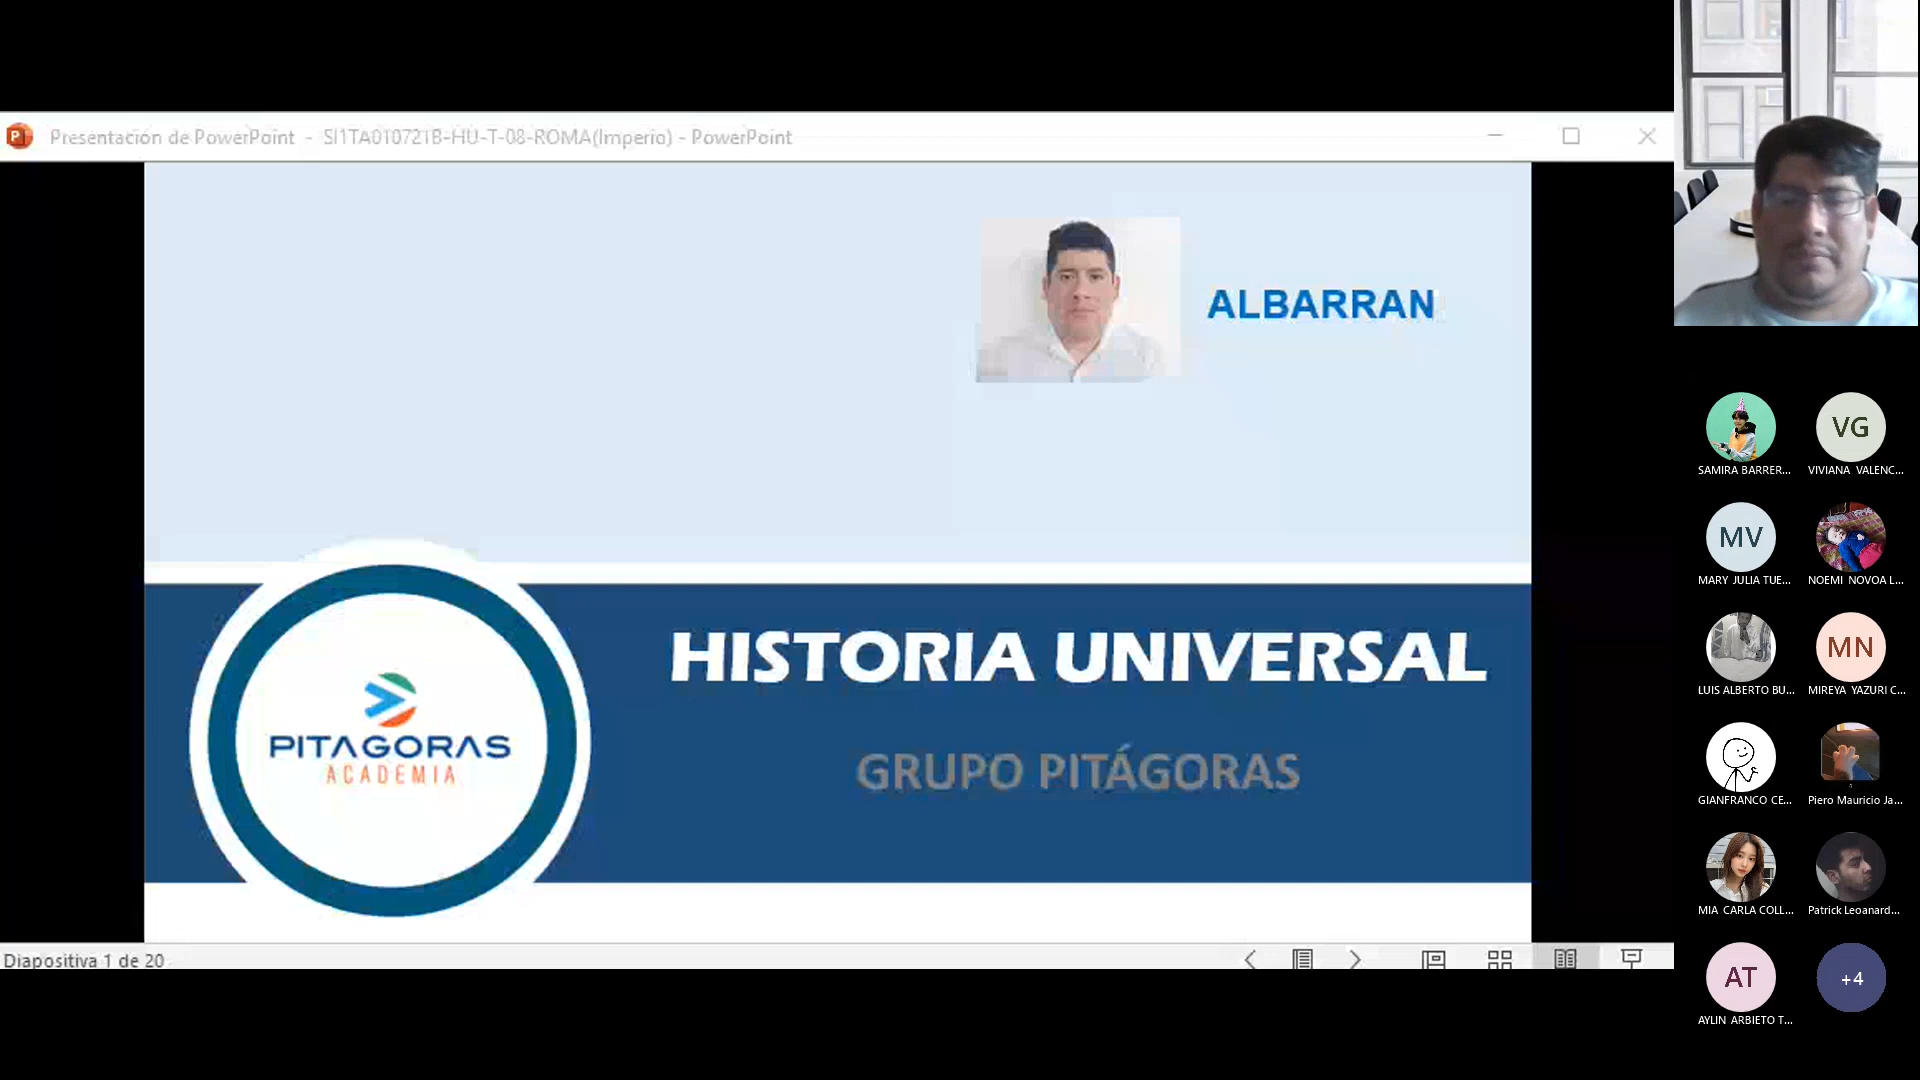 Presentación de PowerPoint - SI1TA010721B-HU-T-08-ROMA(Imperio) - PowerPoint
ALBARRAN
HISTORIA UNIVERSAL
GRUPO PITÁGORAS
PITAGORAS
ACADEMIA
Diapositiva 1 de 20
SAMIRA BARRER...
VG
VIVIANA VALENC...
MV
MARY JULIA TUE...
NOEMI NOVOA L...
LUIS ALBERTO BU...
MN
MIREYA YAZURI C...
GIANFRANCO CE...
Piero Mauricio Ja...
MIA CARLA COLL...
Patrick Leoanard...
AT
AYLIN ARBIETO T...
+4